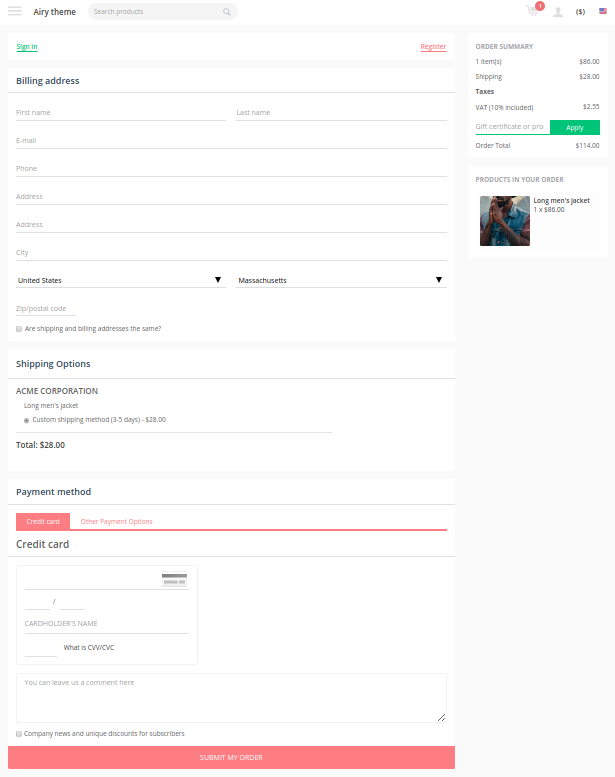 Airy theme
Search products
1
($)
Sign in
Register
Billing address
First name
Last name
E-mail
Phone
Address
Address
City
United States
Massachusetts
Zip/postal code
Are shipping and billing addresses the same?
Shipping Options
ACME CORPORATION
Long men's jacket
Custom shipping method (3-5 days) - $28.00
Total: $28.00
Payment method
Credit card
Other Payment Options
Credit card
/
CARDHOLDER'S NAME
What is CVV/CVC
You can leave us a comment here
Company news and unique discounts for subscribers
SUBMIT MY ORDER
ORDER SUMMARY
1 item(s) $86.00
Shipping $28.00
Taxes
VAT (10% included) $2.55
Gift certificate or pro
Apply
Order Total $114.00
PRODUCTS IN YOUR ORDER
Long men's jacket
1 x $86.00